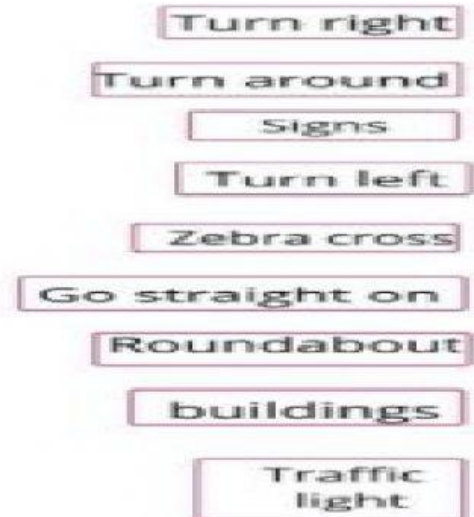 Turn right
Turn around
Signs
Turn left
Zebra cross
Go straight on
Roundabout
buildings
Traffic
light